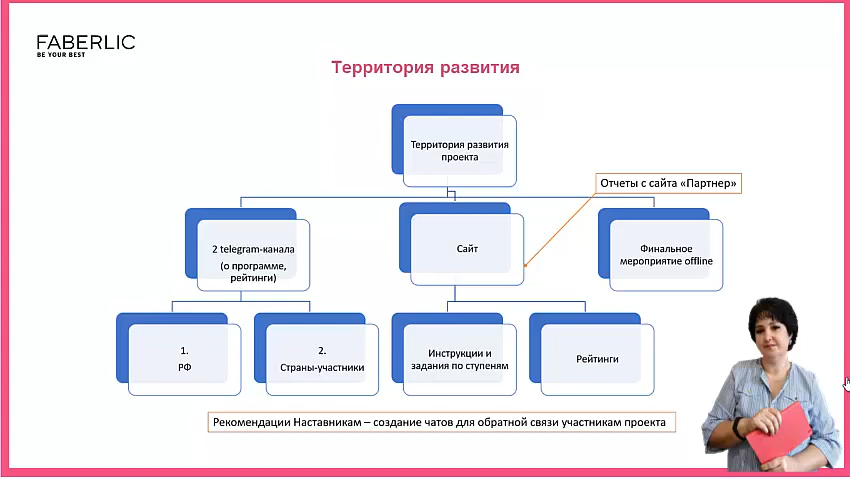 FABERLIC
BE YOUR BEST
Территория развития
Территория развития
проекта
Отчеты с сайта «Партнер»
2 telegram-канала
(о программе,
рейтинги)
Сайт
Финальное
мероприятие offline
1.
РФ
2.
Страны-участники
Инструкции и
задания по ступеням
Рейтинги
Рекомендации Наставникам – создание чатов для обратной связи участникам проекта